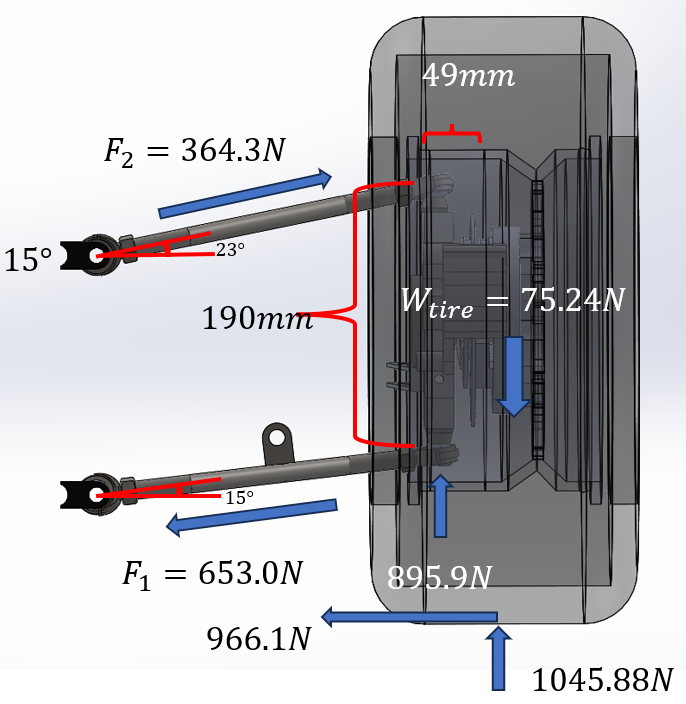 49mm
F₂ = 364.3N
15°
23°
190mm
W_tire = 75.24N
15°
F₁ = 653.0N
895.9N
966.1N
1045.88N